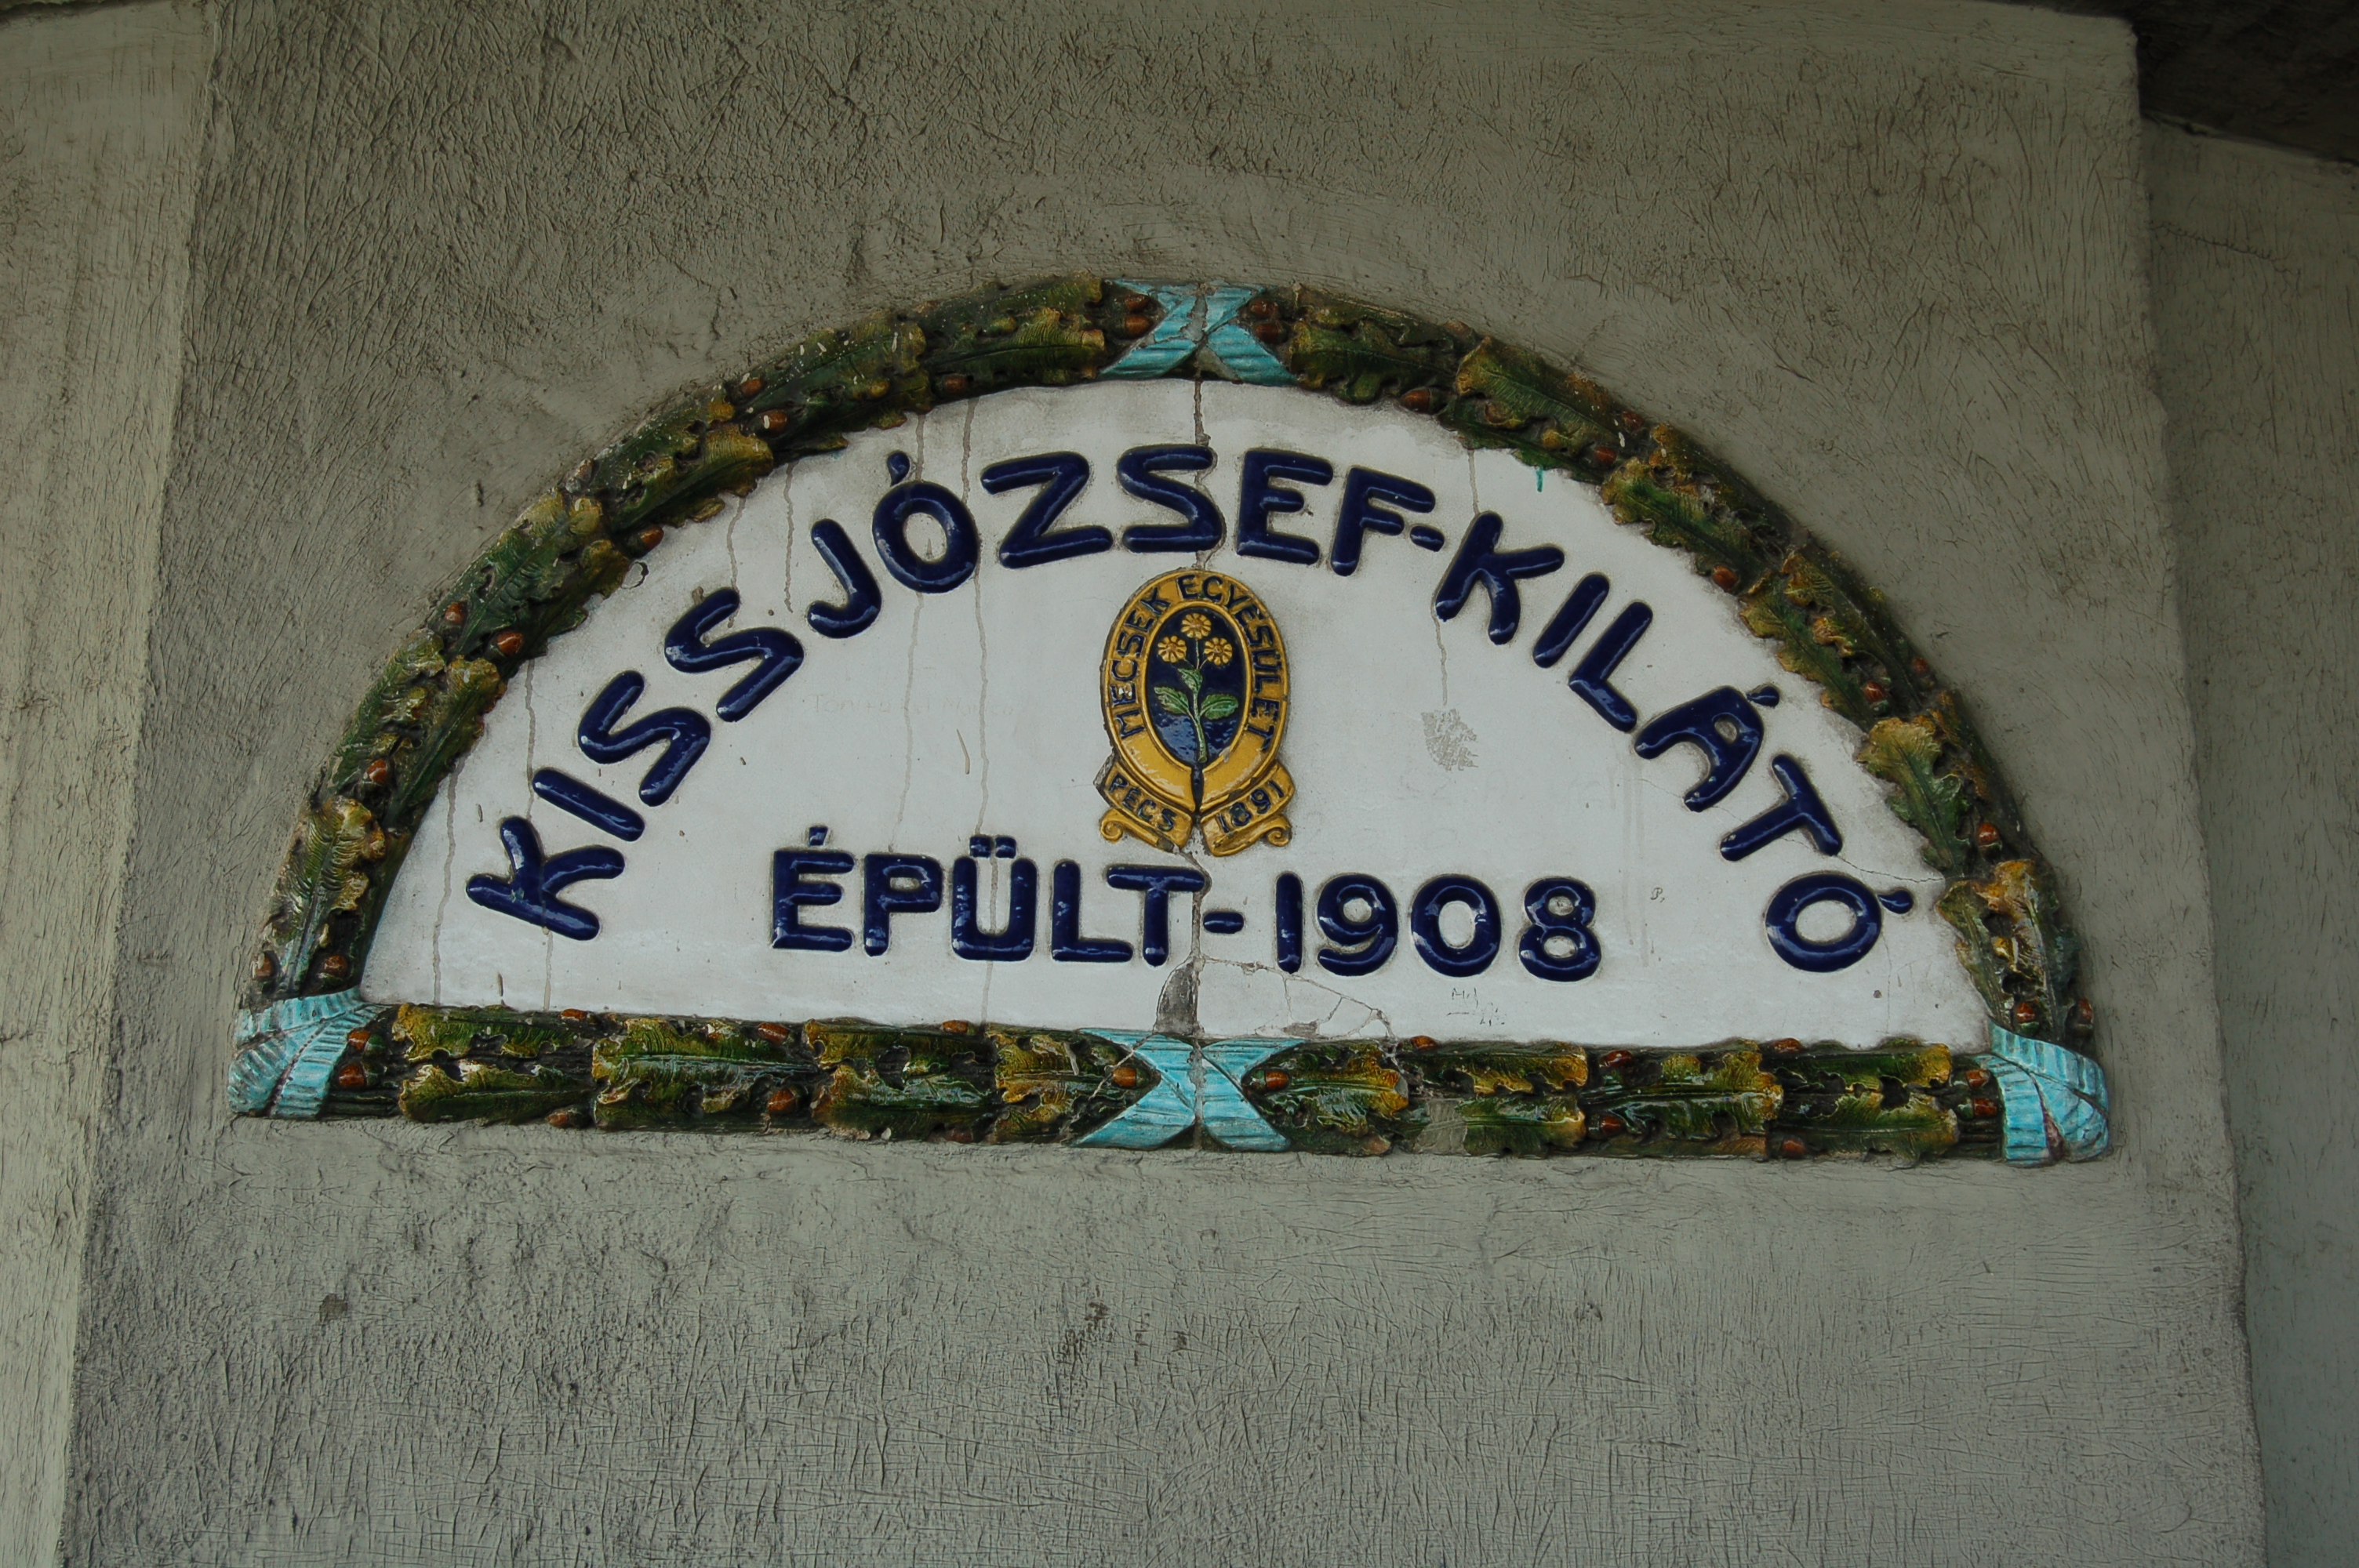 KISS JÓZSEF-KILÁTÓ
MECSEK EGYESÜLET
PÉCS 1891
ÉPÜLT-1908